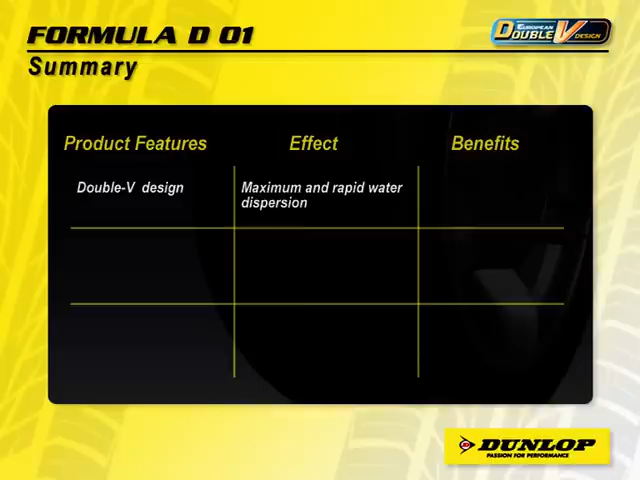 FORMULA D 01
EUROPEAN
DOUBLE V DESIGN
Summary
Product Features Effect Benefits
Double-V design Maximum and rapid water
dispersion
DUNLOP
PASSION FOR PERFORMANCE